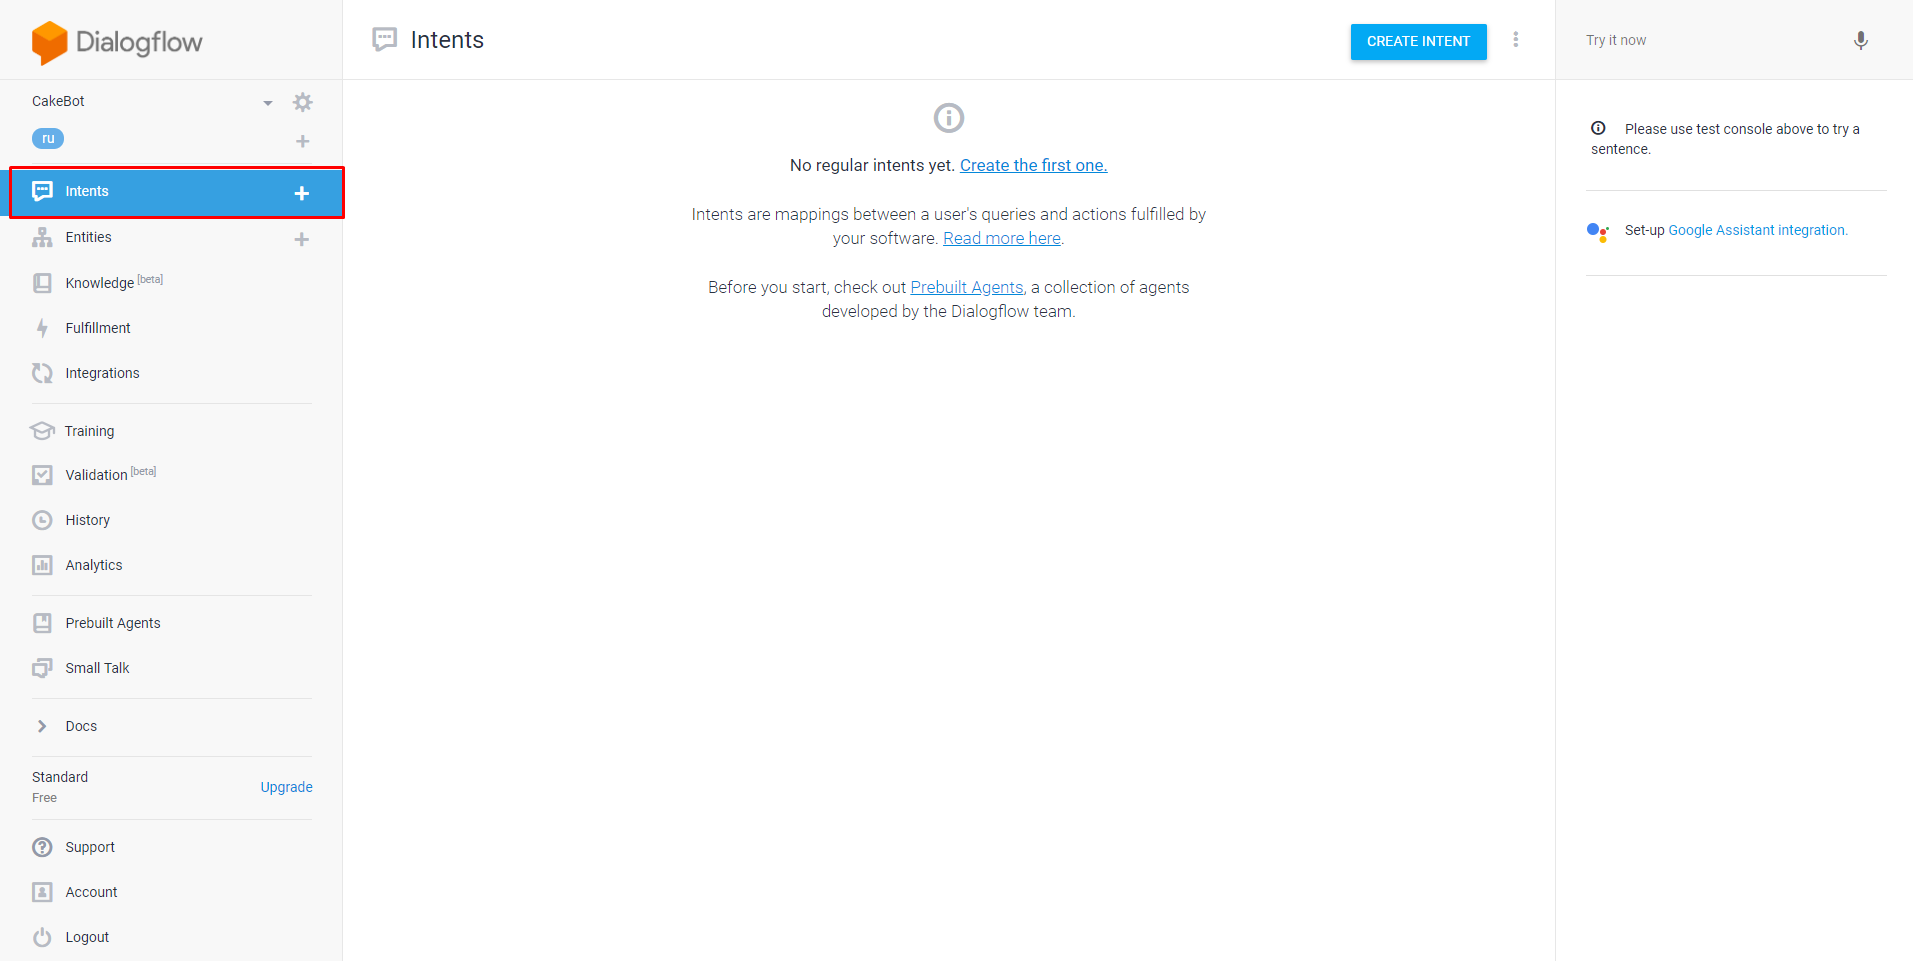 Dialogflow
CakeBot
ru
Intents
Entities
Knowledge [beta]
Fulfillment
Integrations
Training
Validation [beta]
History
Analytics
Prebuilt Agents
Small Talk
Docs
Standard
Free
Upgrade
Support
Account
Logout
Intents
CREATE INTENT
No regular intents yet. Create the first one.
Intents are mappings between a user's queries and actions fulfilled by
your software. Read more here.
Before you start, check out Prebuilt Agents, a collection of agents
developed by the Dialogflow team.
Try it now
Please use test console above to try a
sentence.
Set-up Google Assistant integration.